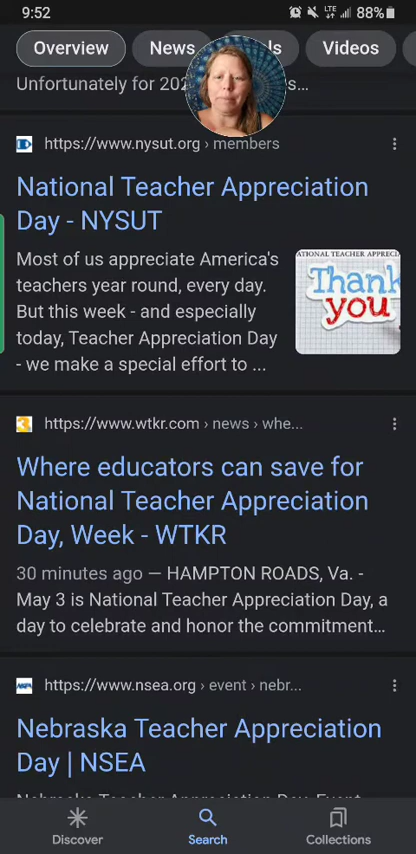 9:52 LTE 88%
Overview News ls Videos
Unfortunately for 202 s…
https://www.nysut.org › members
National Teacher Appreciation
Day - NYSUT
Most of us appreciate America's
teachers year round, every day.
But this week - and especially
today, Teacher Appreciation Day
- we make a special effort to ...
ATIONAL TEACHER APPRECI
Thank
you
https://www.wtkr.com › news › whe...
Where educators can save for
National Teacher Appreciation
Day, Week - WTKR
30 minutes ago — HAMPTON ROADS, Va. -
May 3 is National Teacher Appreciation Day, a
day to celebrate and honor the commitment...
https://www.nsea.org › event › nebr...
Nebraska Teacher Appreciation
Day | NSEA
Discover Search Collections